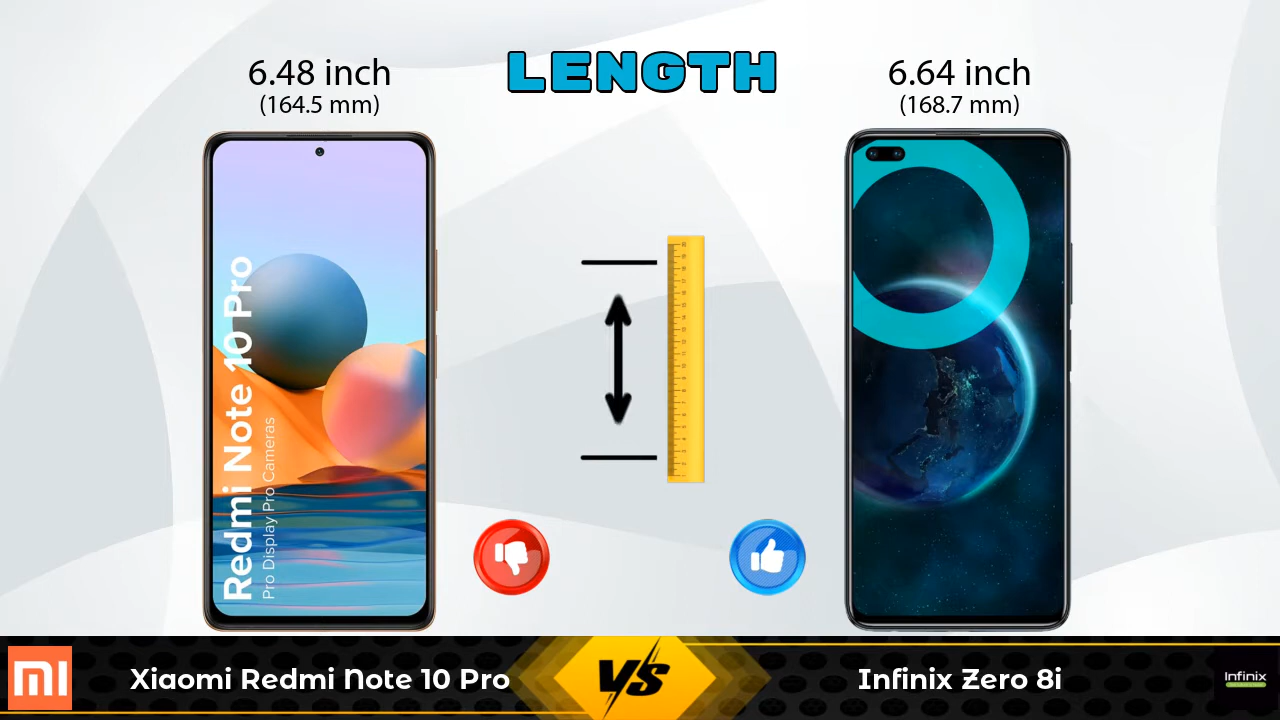 LENGTH
6.48 inch
(164.5 mm)
6.64 inch
(168.7 mm)
Redmi Note 10 Pro
Pro Display Pro Cameras
mi
Xiaomi Redmi Note 10 Pro
VS
Infinix Zero 8i
Infinix